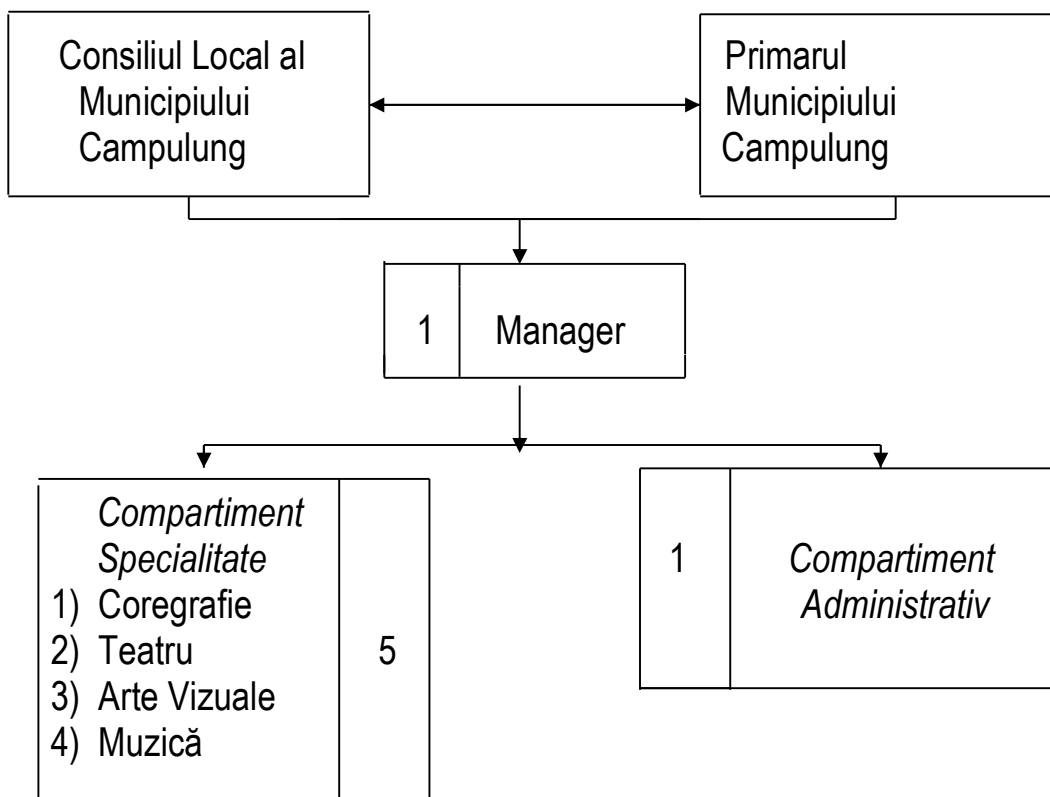 Consiliul Local al
Municipiului
Campulung
Primarul
Municipiului
Campulung
1 Manager
Compartiment
Specialitate
1) Coregrafie
2) Teatru
3) Arte Vizuale
4) Muzică
5
1
Compartiment
Administrativ